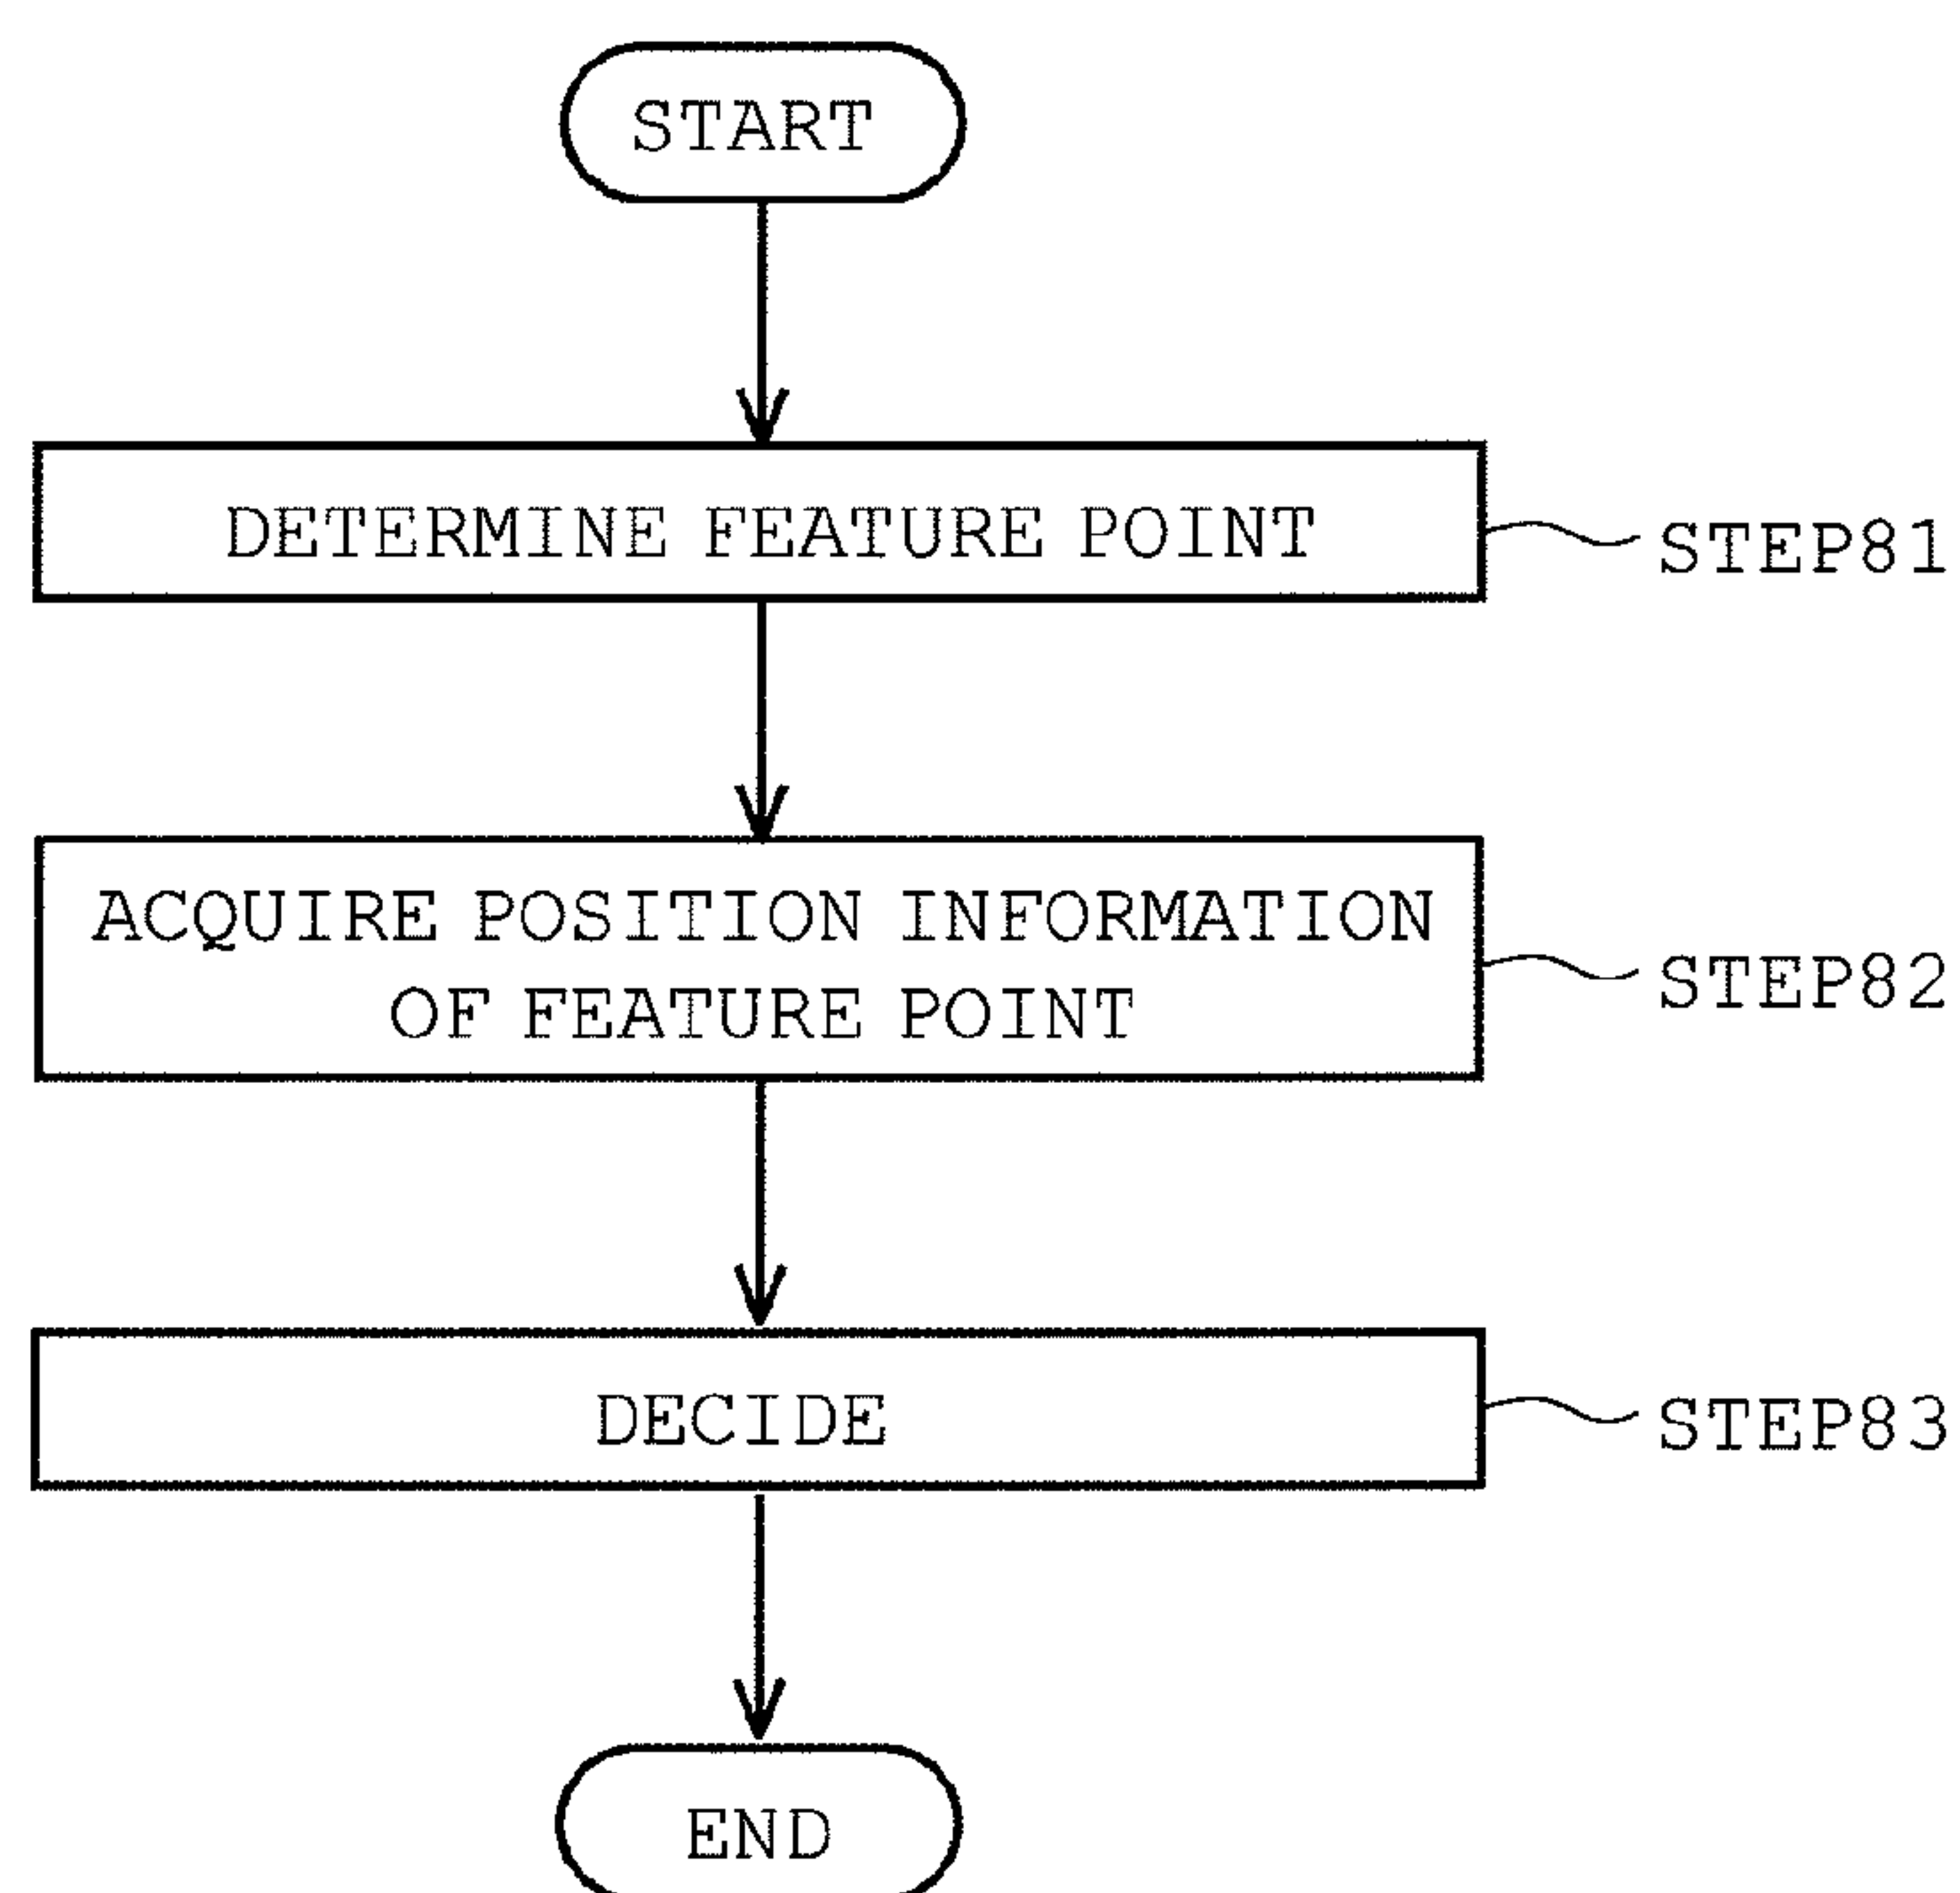 START
DETERMINE FEATURE POINT
STEP81
ACQUIRE POSITION INFORMATION
OF FEATURE POINT
STEP82
DECIDE
STEP83
END